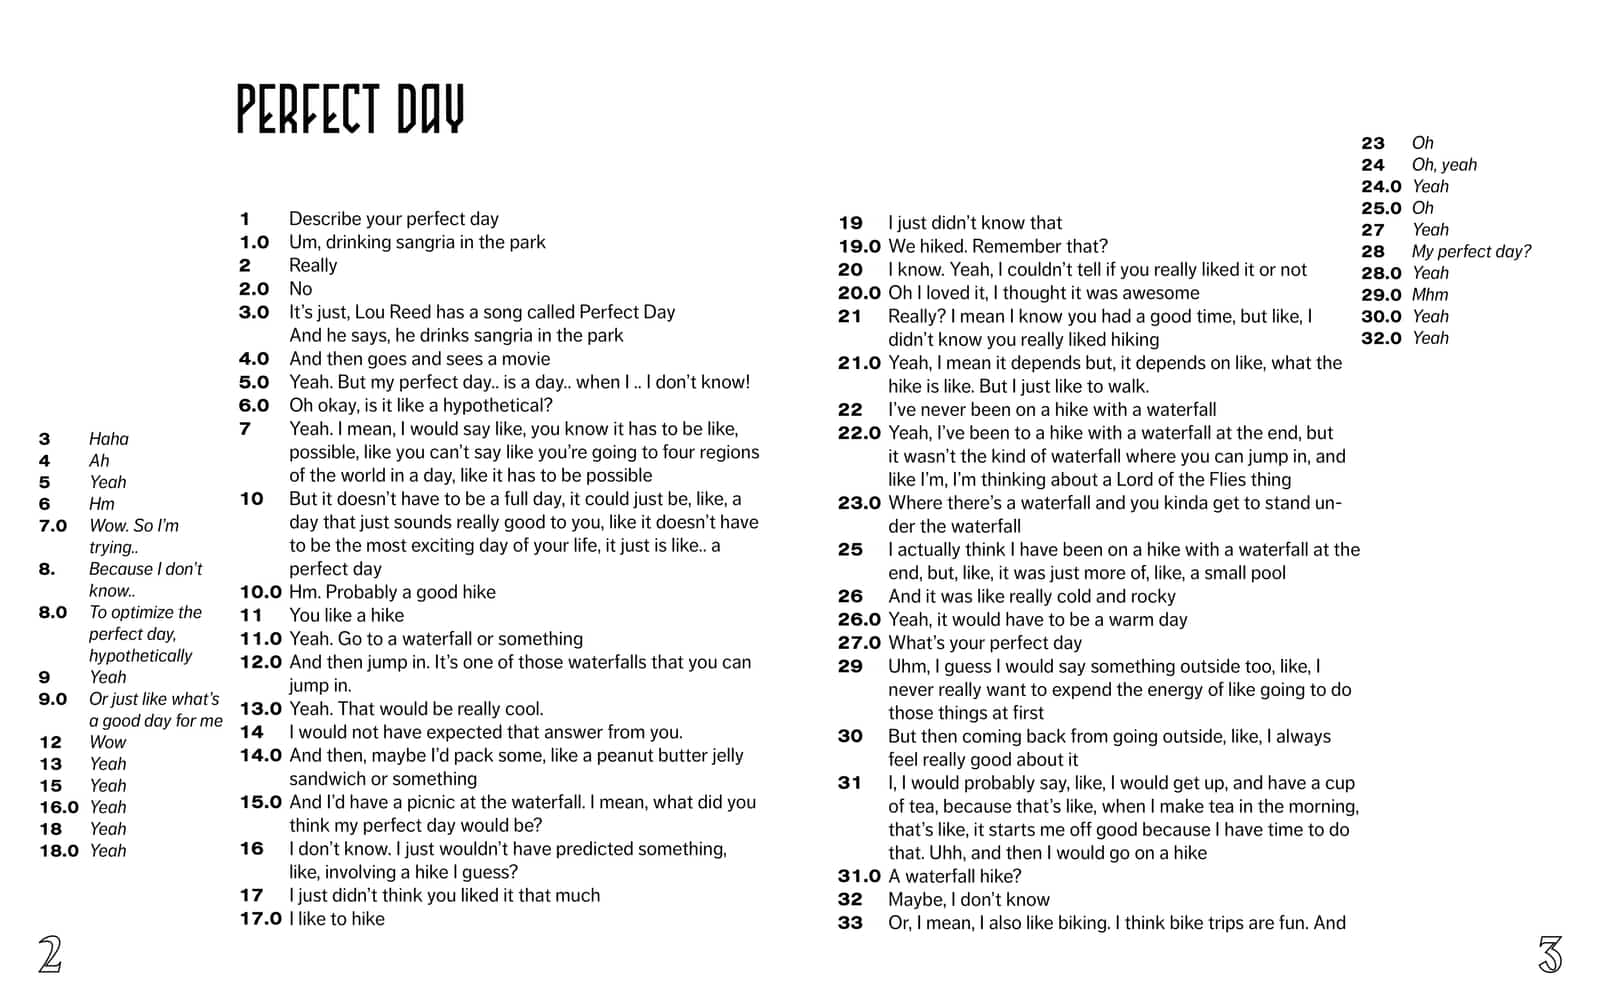 PERFECT DAY
3 Haha
4 Ah
5 Yeah
6 Hm
7.0 Wow. So I'm
trying..
8. Because I don't
know..
8.0 To optimize the
perfect day,
hypothetically
9 Yeah
9.0 Or just like what's
a good day for me
12 Wow
13 Yeah
15 Yeah
16.0 Yeah
18 Yeah
18.0 Yeah
1 Describe your perfect day
1.0 Um, drinking sangria in the park
2 Really
2.0 No
3.0 It's just, Lou Reed has a song called Perfect Day
And he says, he drinks sangria in the park
4.0 And then goes and sees a movie
5.0 Yeah. But my perfect day.. is a day.. when I .. I don't know!
6.0 Oh okay, is it like a hypothetical?
7 Yeah. I mean, I would say like, you know it has to be like,
possible, like you can't say like you're going to four regions
of the world in a day, like it has to be possible
10 But it doesn't have to be a full day, it could just be, like, a
day that just sounds really good to you, like it doesn't have
to be the most exciting day of your life, it just is like.. a
perfect day
10.0 Hm. Probably a good hike
11 You like a hike
11.0 Yeah. Go to a waterfall or something
12.0 And then jump in. It's one of those waterfalls that you can
jump in.
13.0 Yeah. That would be really cool.
14 I would not have expected that answer from you.
14.0 And then, maybe I'd pack some, like a peanut butter jelly
sandwich or something
15.0 And I'd have a picnic at the waterfall. I mean, what did you
think my perfect day would be?
16 I don't know. I just wouldn't have predicted something,
like, involving a hike I guess?
17 I just didn't think you liked it that much
17.0 I like to hike
2
19 I just didn't know that
19.0 We hiked. Remember that?
20 I know. Yeah, I couldn't tell if you really liked it or not
20.0 Oh I loved it, I thought it was awesome
21 Really? I mean I know you had a good time, but like, I
didn't know you really liked hiking
21.0 Yeah, I mean it depends but, it depends on like, what the
hike is like. But I just like to walk.
22 I've never been on a hike with a waterfall
22.0 Yeah, I've been to a hike with a waterfall at the end, but
it wasn't the kind of waterfall where you can jump in, and
like I'm, I'm thinking about a Lord of the Flies thing
23.0 Where there's a waterfall and you kinda get to stand un-
der the waterfall
25 I actually think I have been on a hike with a waterfall at the
end, but, like, it was just more of, like, a small pool
26 And it was like really cold and rocky
26.0 Yeah, it would have to be a warm day
27.0 What's your perfect day
29 Uhm, I guess I would say something outside too, like, I
never really want to expend the energy of like going to do
those things at first
30 But then coming back from going outside, like, I always
feel really good about it
31 I, I would probably say, like, I would get up, and have a cup
of tea, because that's like, when I make tea in the morning,
that's like, it starts me off good because I have time to do
that. Uhh, and then I would go on a hike
31.0 A waterfall hike?
32 Maybe, I don't know
33 Or, I mean, I also like biking. I think bike trips are fun. And
23 Oh
24 Oh, yeah
24.0 Yeah
25.0 Oh
27 Yeah
28 My perfect day?
28.0 Yeah
29.0 Mhm
30.0 Yeah
32.0 Yeah
3